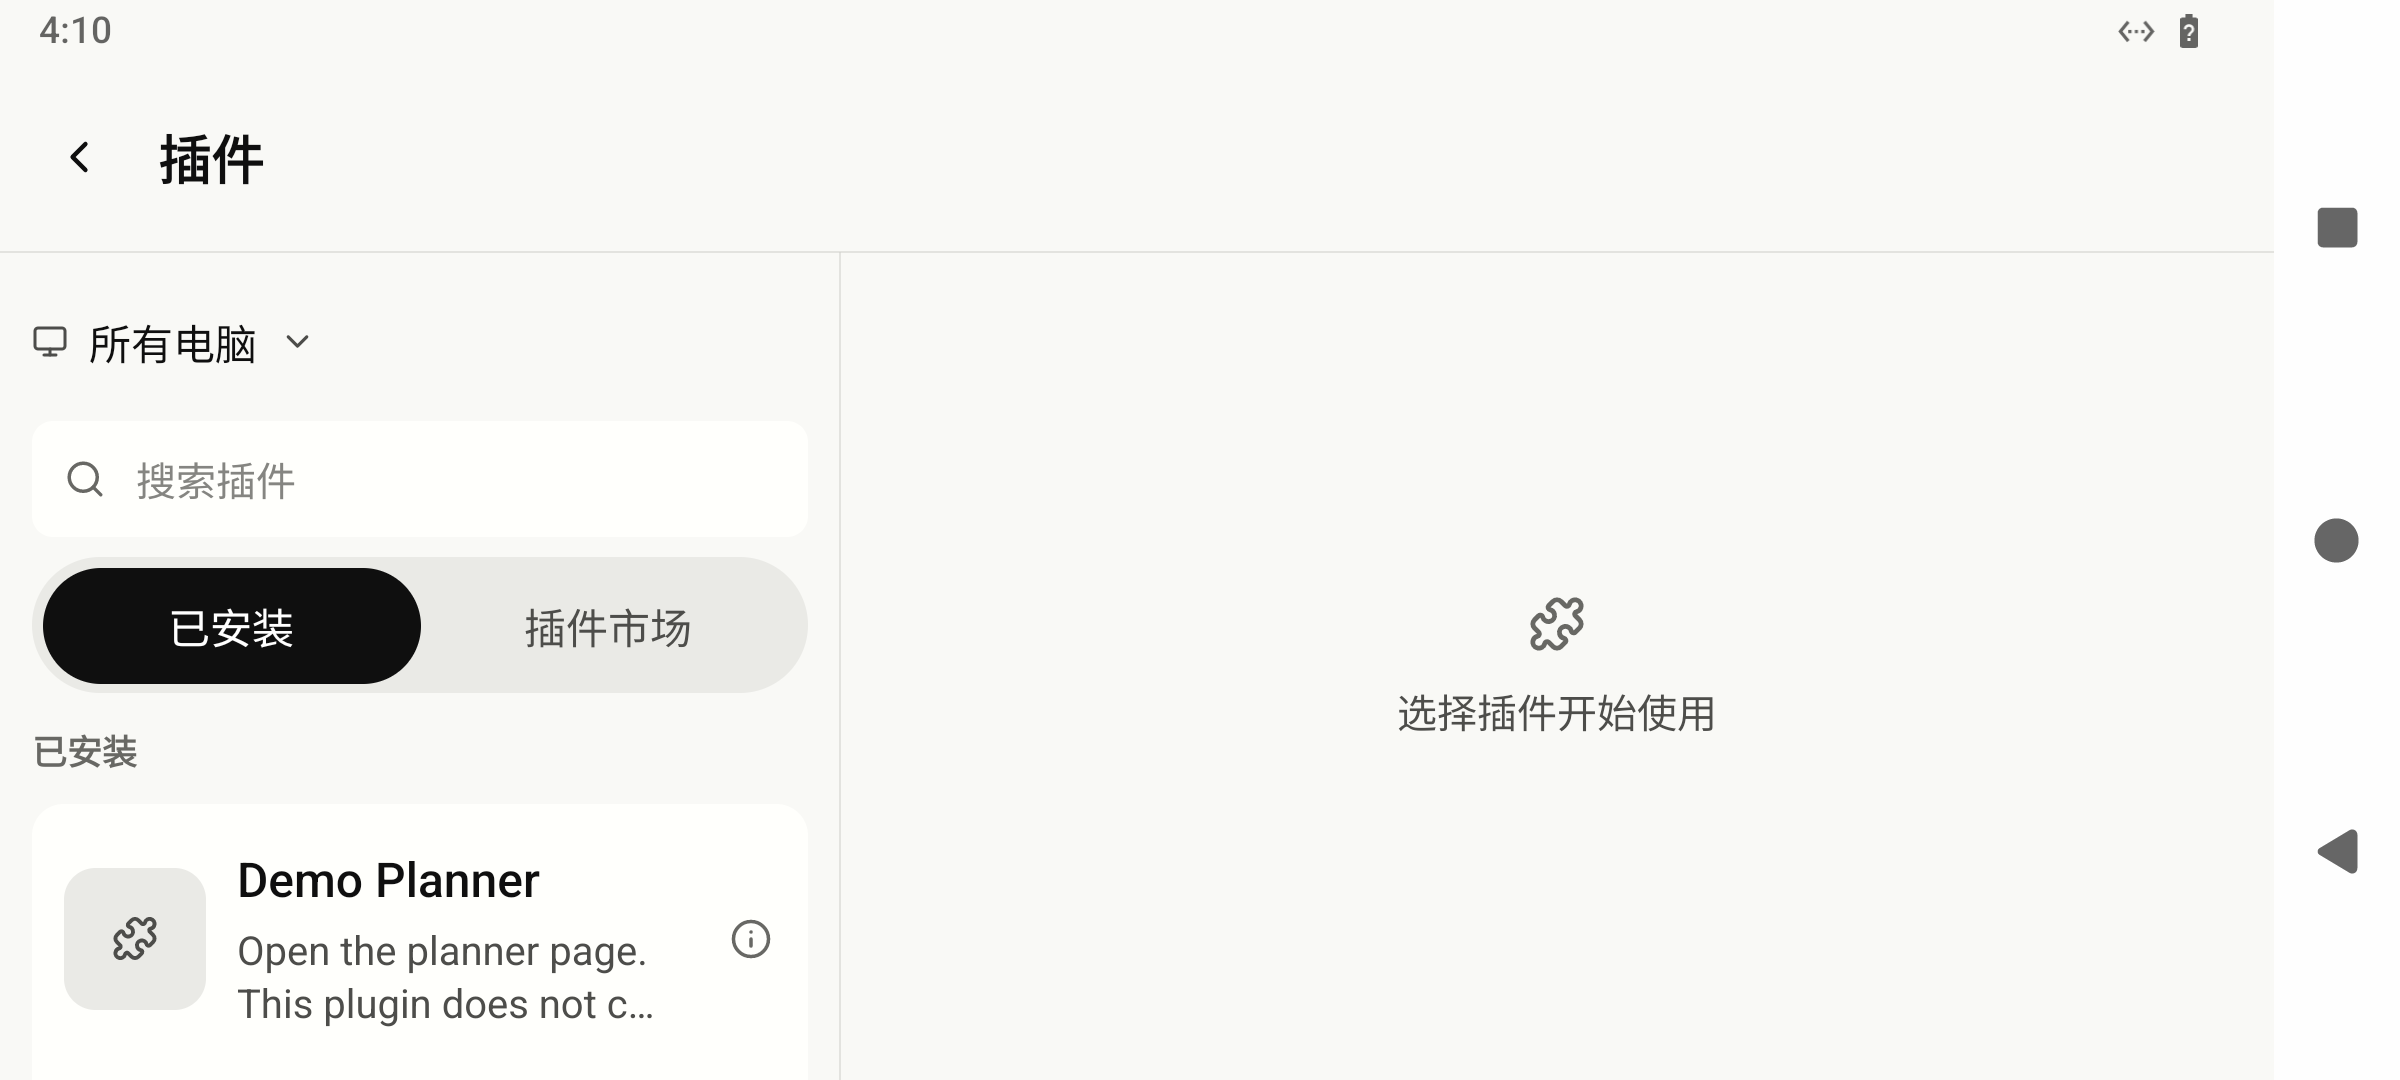 4:10
插件
所有电脑
搜索插件
已安装
插件市场
已安装
Demo Planner
Open the planner page.
This plugin does not c...
选择插件开始使用